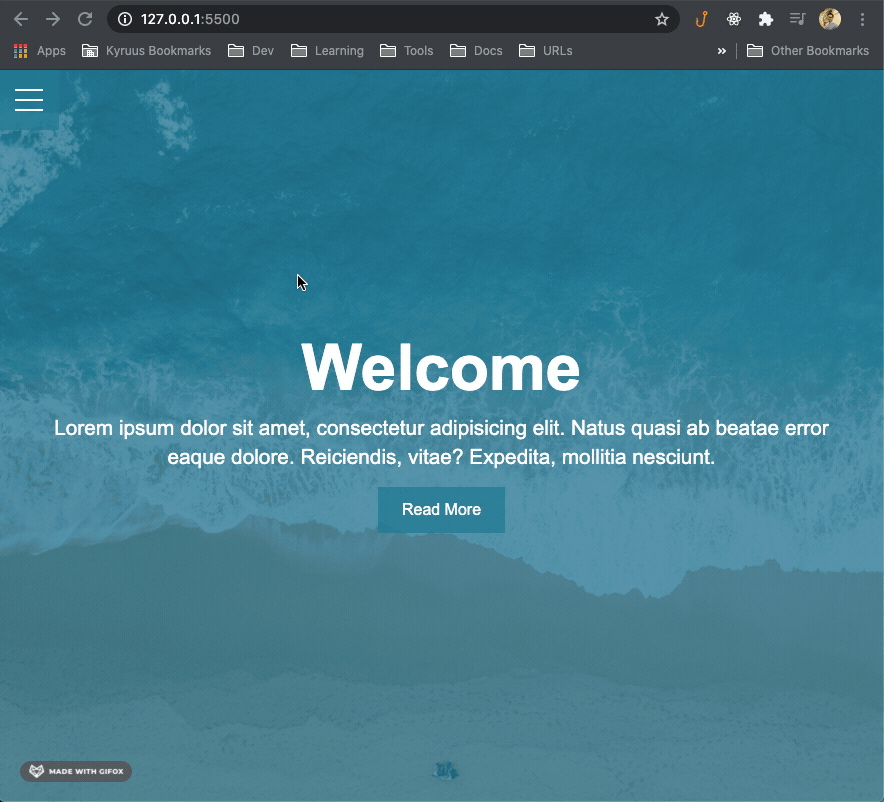 127.0.0.1:5500
Apps Kyruus Bookmarks Dev Learning Tools Docs URLs » Other Bookmarks
Welcome
Lorem ipsum dolor sit amet, consectetur adipisicing elit. Natus quasi ab beatae error
eaque dolore. Reiciendis, vitae? Expedita, mollitia nesciunt.
Read More
MADE WITH GIFOX